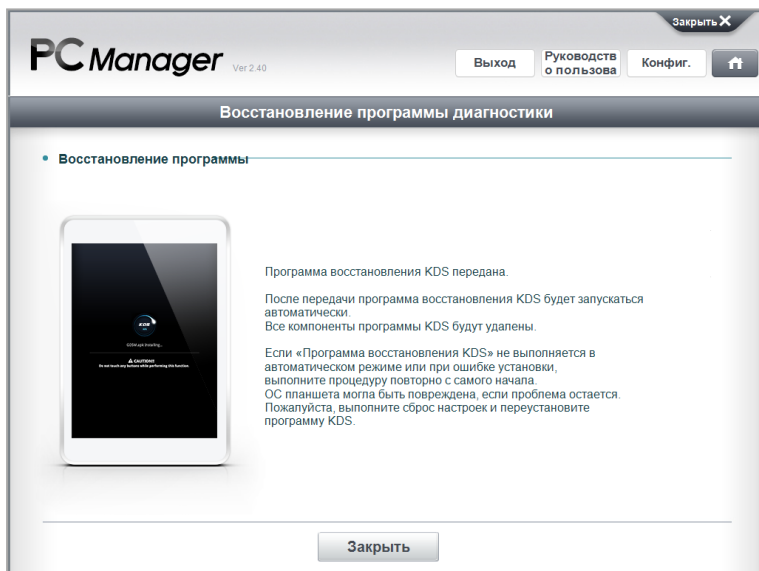 Закрыть X
PC Manager Ver 2.40
Выход
Руководств
о пользова
Конфиг.
Восстановление программы диагностики
• Восстановление программы
KDS
GDSM.apk Installing...
CAUTION!!
Do not touch any buttons while performing this function.
Программа восстановления KDS передана.
После передачи программа восстановления KDS будет запускаться
автоматически.
Все компоненты программы KDS будут удалены.
Если «Программа восстановления KDS» не выполняется в
автоматическом режиме или при ошибке установки,
выполните процедуру повторно с самого начала.
ОС планшета могла быть повреждена, если проблема остается.
Пожалуйста, выполните сброс настроек и переустановите
программу KDS.
Закрыть